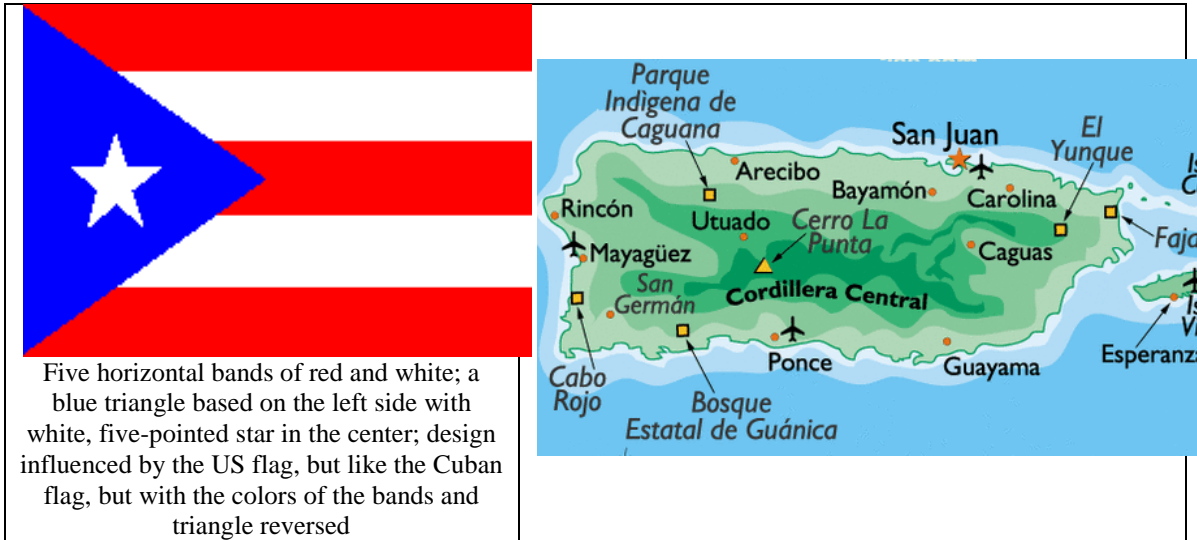 Five horizontal bands of red and white; a
blue triangle based on the left side with
white, five-pointed star in the center; design
influenced by the US flag, but like the Cuban
flag, but with the colors of the bands and
triangle reversed
Parque
Indìgena de
Caguana
San Juan
El
Yunque
Arecibo
Bayamón
Carolina
Rincón
Utuado
Cerro La
Punta
Faja
Mayagüez
Caguas
San
Germán
Cordillera Central
Ponce
Guayama
Esperanza
Cabo
Rojo
Bosque
Estatal de Guánica